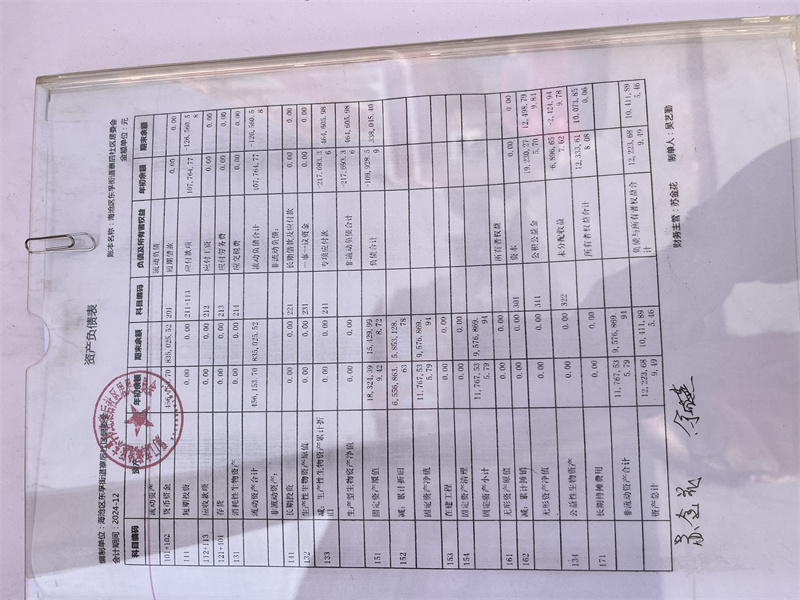 资产负债表
编制单位:海沧区东孚街道寨后社区居委会 账本名称:海沧区东孚街道寨后社区居委会
会计期间:2024-12 金额单位:元
科目编码 资产 年初余额 期末余额 科目编码 负债及所有者权益 年初余额 期末余额
流动资产 流动负债
101+102 货币资金 456,153.70 835,025.52 201 短期借款 0.00 0.00
111 短期投资 0.00 0.00 211+113 应付款项 107,764.77 -126,560.58
112+113 应收款项 0.00 0.00 212 应付工资 0.00 0.00
121+401 存货 0.00 0.00 213 应付劳务费 0.00 0.00
131 消耗性生物资产 0.00 0.00 214 应交税费 0.00 0.00
流动资产合计 456,153.70 835,025.52 流动负债合计 107,764.77 -126,560.58
非流动资产: 非流动负债:
141 长期投资 0.00 0.00 221 长期借款及应付款 0.00 0.00
132 生产性生物资产原值 0.00 0.00 231 一事一议资金 0.00 0.00
133 减:生产性生物资产累计折旧 0.00 0.00 241 专项应付款 -217,693.36 464,605.98
生产型生物资产净值 0.00 0.00 非流动负债合计 -217,693.36 464,605.98
151 固定资产原值 18,324,399.42 15,429,998.72 负债合计 -109,928.59 338,045.40
152 减:累计折旧 6,556,863.63 5,853,128.78
固定资产净值 11,767,535.79 9,576,869.94
153 在建工程 0.00 0.00
154 固定资产清理 0.00 0.00
固定资产小计 11,767,535.79 9,576,869.94
161 无形资产原值 0.00 0.00 所有者权益
162 减:累计摊销 0.00 0.00 301 资本 0.00 0.00
无形资产净值 0.00 0.00 311 公积公益金 19,230,275.70 12,498,799.84
134 公益性生物资产 0.00 0.00 322 未分配收益 -6,896,657.62 -2,424,949.78
171 长期待摊费用 0.00 0.00 所有者权益合计 12,333,618.08 10,073,850.06
非流动资产合计 11,767,535.79 9,576,869.94
资产总计 12,223,689.49 10,411,895.46 负债与所有者权益合计 12,223,689.49 10,411,895.46
财务主管:苏金花 制单人:吴艺勤
苏金花